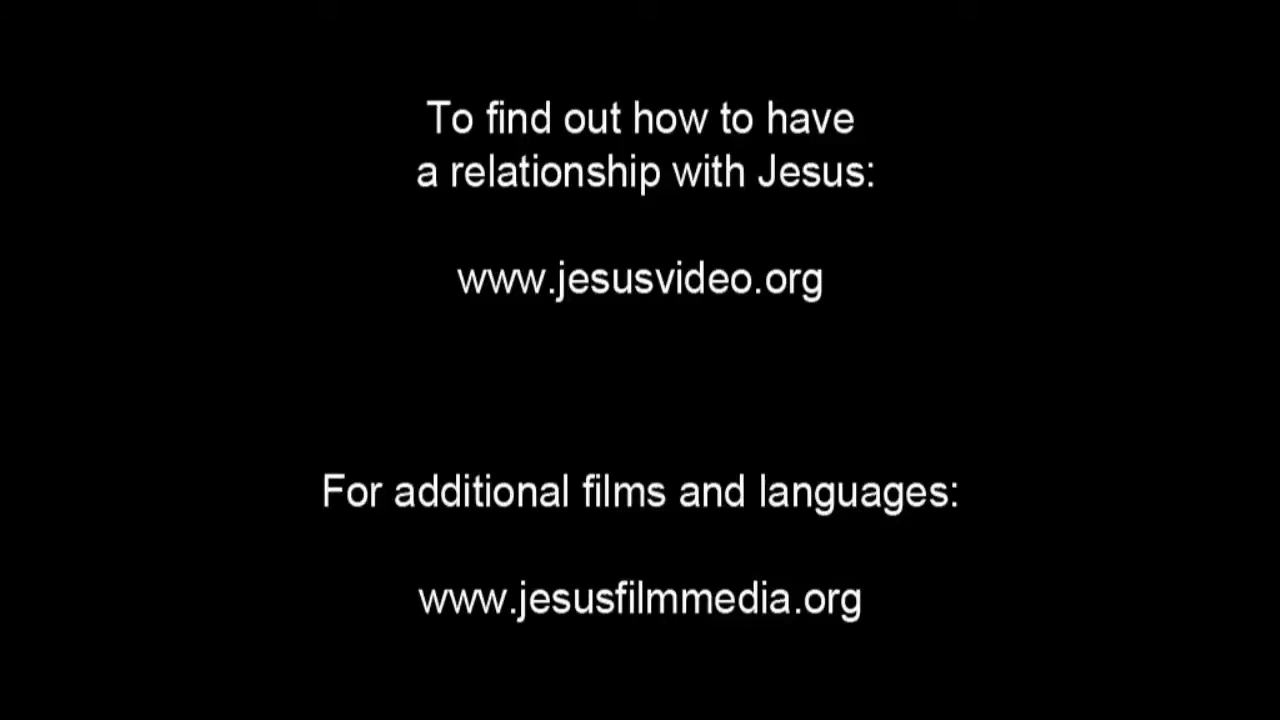 To find out how to have
a relationship with Jesus:
www.jesusvideo.org
For additional films and languages:
www.jesusfilmmedia.org